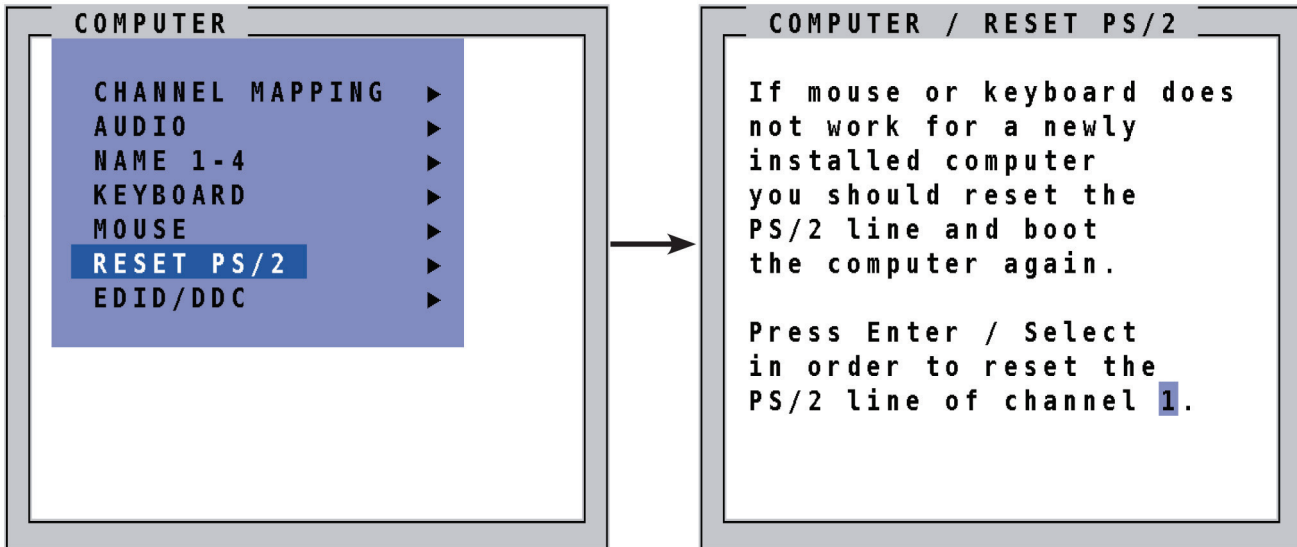 COMPUTER
CHANNEL MAPPING ▶
AUDIO ▶
NAME 1-4 ▶
KEYBOARD ▶
MOUSE ▶
RESET PS/2 ▶
EDID/DDC ▶
COMPUTER / RESET PS/2
If mouse or keyboard does
not work for a newly
installed computer
you should reset the
PS/2 line and boot
the computer again.
Press Enter / Select
in order to reset the
PS/2 line of channel 1.